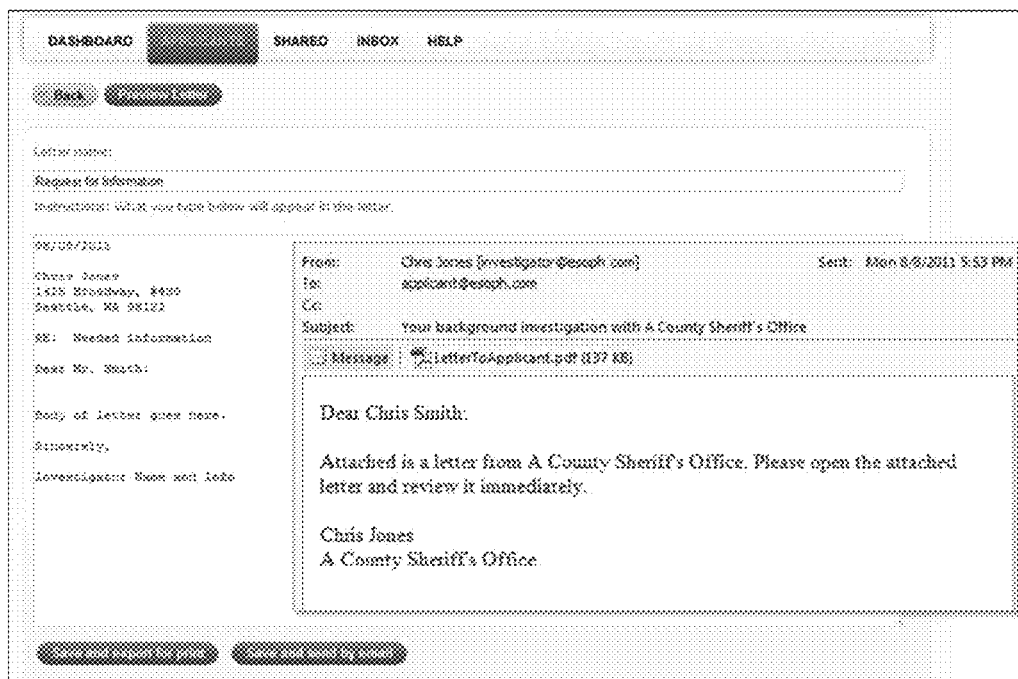 DASHBOARD SHARED INBOX HELP
Back
Letter name:
Request for Information
Instructions: What you type below will appear in the letter.
Chris Jones
1425 Broadway, #400
Seattle, WA 98122
RE: Needed information
Dear Mr. Smith:
Body of letter goes here.
Sincerely,
Investigator Name and Info
From: Chris Jones [investigator@esoph.com] Sent: Mon 8/8/2011 5:53 PM
To: applicant@esoph.com
Cc:
Subject: Your background investigation with A County Sheriff's Office
Message LetterToApplicant.pdf (137 KB)
Dear Chris Smith:
Attached is a letter from A County Sheriff's Office. Please open the attached
letter and review it immediately.
Chris Jones
A County Sheriff's Office